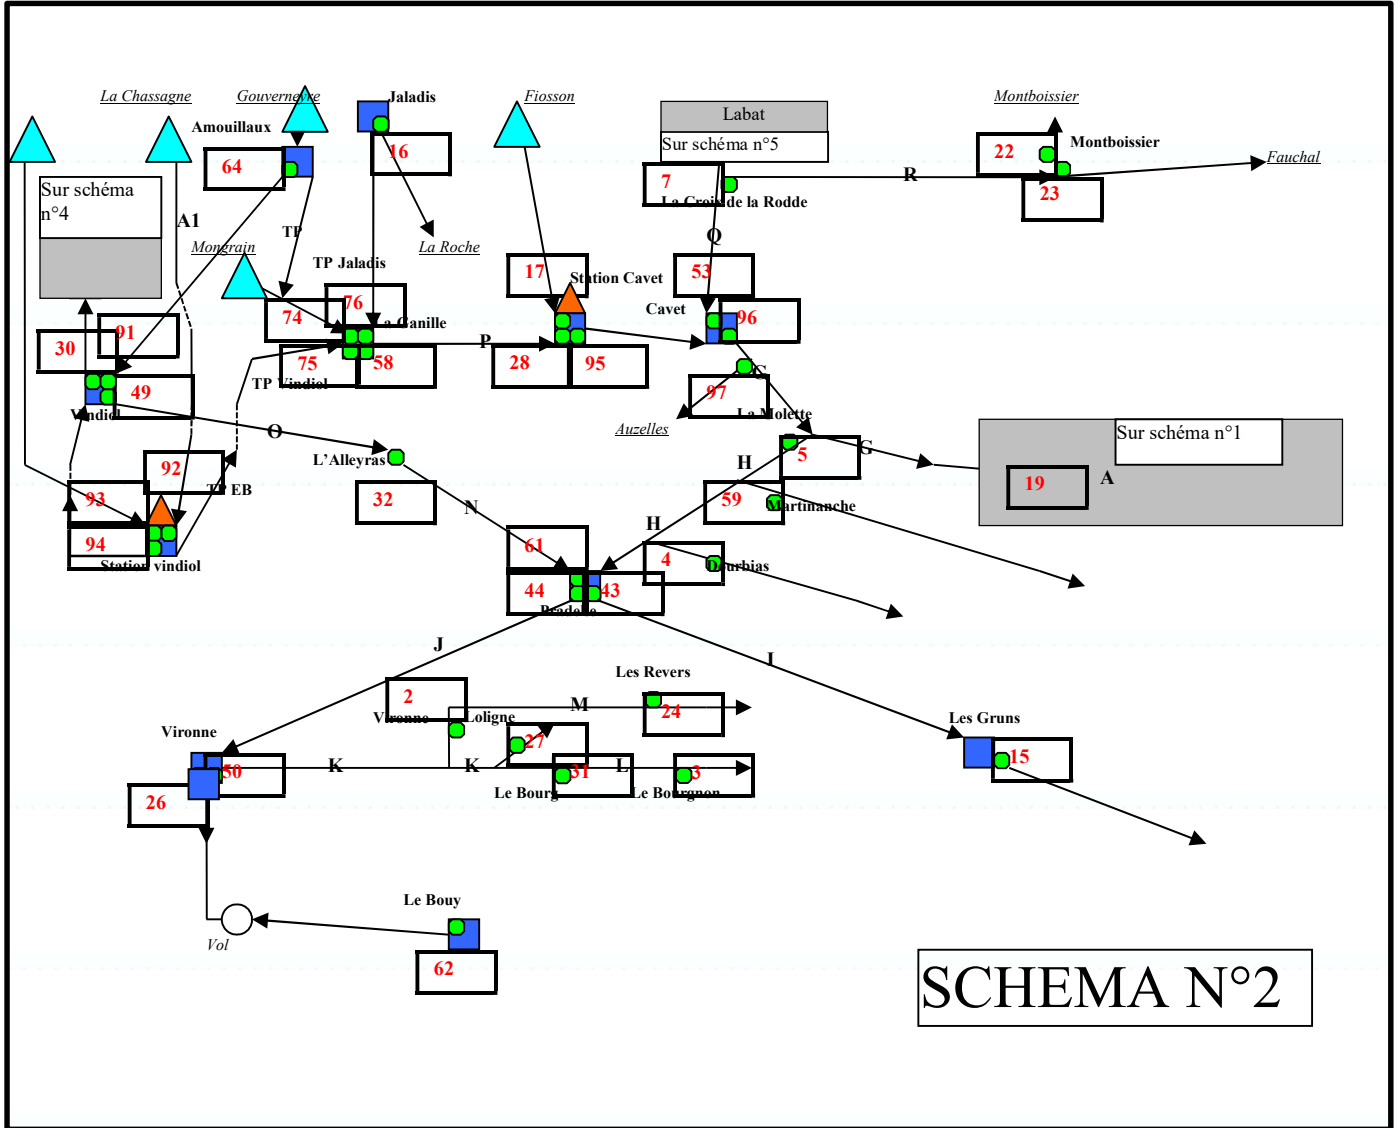 La Chassagne
Gouverneyre
Jaladis
Fiosson
Labat
Montboissier
Amouillaux
Sur schéma n°5
Montboissier
64
16
22
Fauchal
Sur schéma
n°4
7
R
23
La Croix de la Rodde
A1
TP
Q
Mongrain
La Roche
TP Jaladis
17
Station Cavet
53
76
Cavet
74
La Canille
96
91
30
P
75
58
28
95
TP Vindiol
G
49
97
Vindiol
La Molette
Auzelles
O
Sur schéma n°1
5
G
L'Alleyras
H
92
19
A
TP EB
93
32
N
59
Martinanche
H
94
61
4
Dourbias
Station vindiol
44
43
Pradelle
J
I
Les Revers
2
M
24
Vironne
Loligne
Les Gruns
Vironne
27
15
50
K
K
31
L
3
Le Bourg
Le Bourgnon
26
Le Bouy
Vol
62
SCHEMA N°2